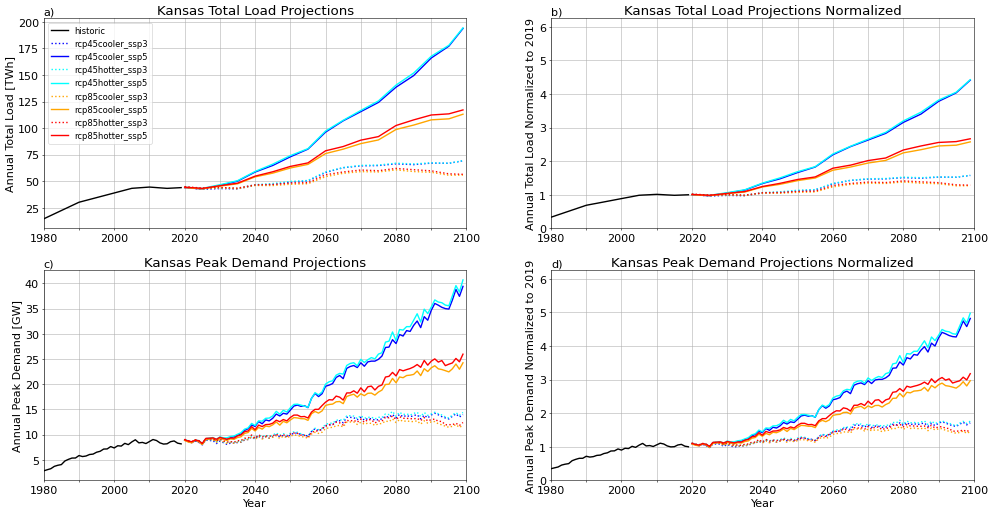 a) Kansas Total Load Projections
Annual Total Load [TWh]
200
175
150
125
100
75
50
25
historic
rcp45cooler_ssp3
rcp45cooler_ssp5
rcp45hotter_ssp3
rcp45hotter_ssp5
rcp85cooler_ssp3
rcp85cooler_ssp5
rcp85hotter_ssp3
rcp85hotter_ssp5
1980 2000 2020 2040 2060 2080 2100
b) Kansas Total Load Projections Normalized
Annual Total Load Normalized to 2019
6
5
4
3
2
1
0
1980 2000 2020 2040 2060 2080 2100
c) Kansas Peak Demand Projections
Annual Peak Demand [GW]
40
35
30
25
20
15
10
5
1980 2000 2020 2040 2060 2080 2100
Year
d) Kansas Peak Demand Projections Normalized
Annual Peak Demand Normalized to 2019
6
5
4
3
2
1
0
1980 2000 2020 2040 2060 2080 2100
Year